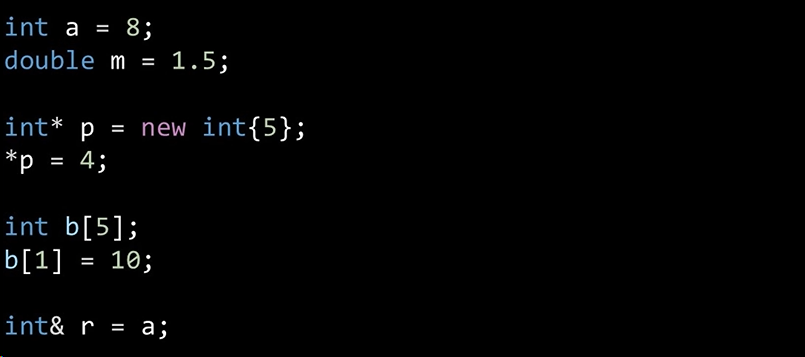 int a = 8;
double m = 1.5;
int* p = new int{5};
*p = 4;
int b[5];
b[1] = 10;
int& r = a;